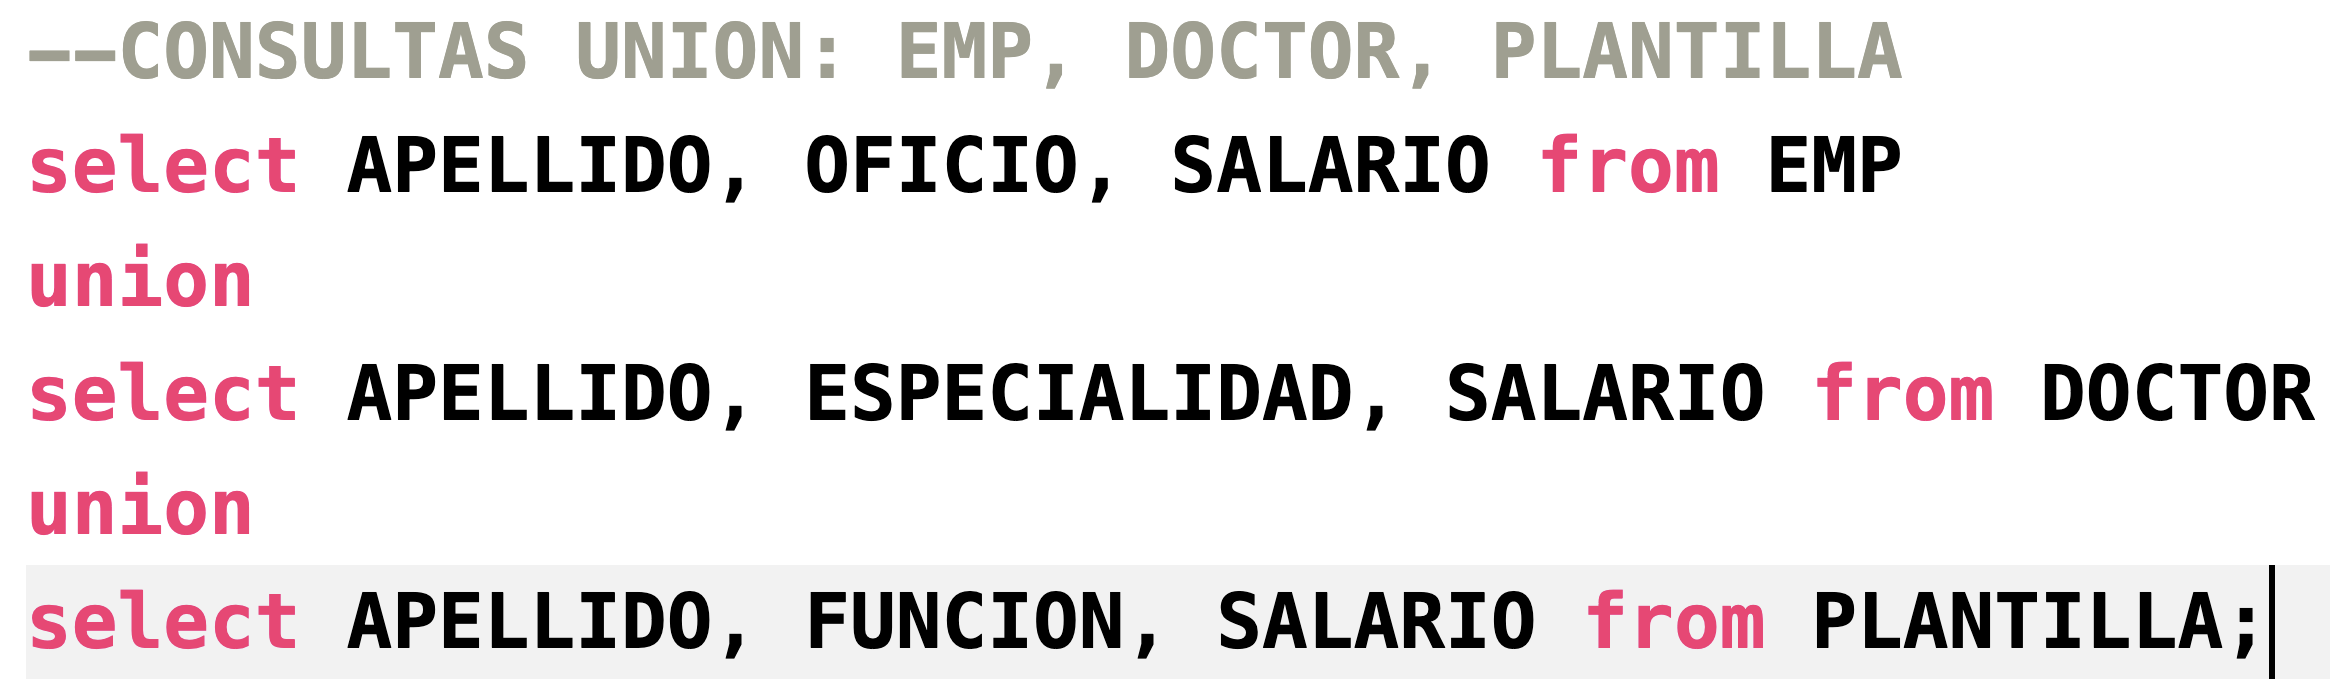 --CONSULTAS UNION: EMP, DOCTOR, PLANTILLA
select APELLIDO, OFICIO, SALARIO from EMP
union
select APELLIDO, ESPECIALIDAD, SALARIO from DOCTOR
union
select APELLIDO, FUNCION, SALARIO from PLANTILLA;